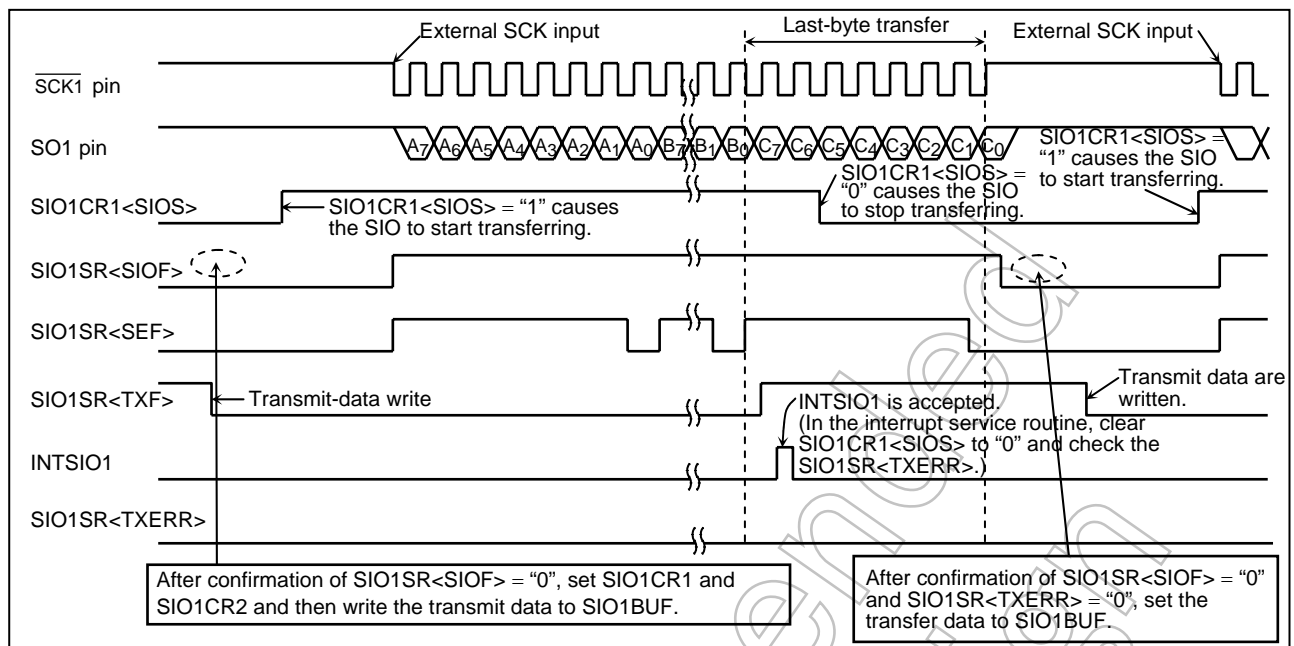 External SCK input
Last-byte transfer
External SCK input
SCK1 pin
SO1 pin
A7 A6 A5 A4 A3 A2 A1 A0 B7 B1 B0 C7 C6 C5 C4 C3 C2 C1 C0
SIO1CR1<SIOS> =
“1” causes the SIO
to start transferring.
SIO1CR1<SIOS> =
“0” causes the SIO
to stop transferring.
SIO1CR1<SIOS>
SIO1CR1<SIOS> = “1” causes
the SIO to start transferring.
SIO1SR<SIOF>
SIO1SR<SEF>
SIO1SR<TXF>
Transmit-data write
Transmit data are
written.
INTSIO1 is accepted.
(In the interrupt service routine, clear
SIO1CR1<SIOS> to “0” and check the
SIO1SR<TXERR>.)
INTSIO1
SIO1SR<TXERR>
After confirmation of SIO1SR<SIOF> = “0”, set SIO1CR1 and
SIO1CR2 and then write the transmit data to SIO1BUF.
After confirmation of SIO1SR<SIOF> = “0”
and SIO1SR<TXERR> = “0”, set the
transfer data to SIO1BUF.